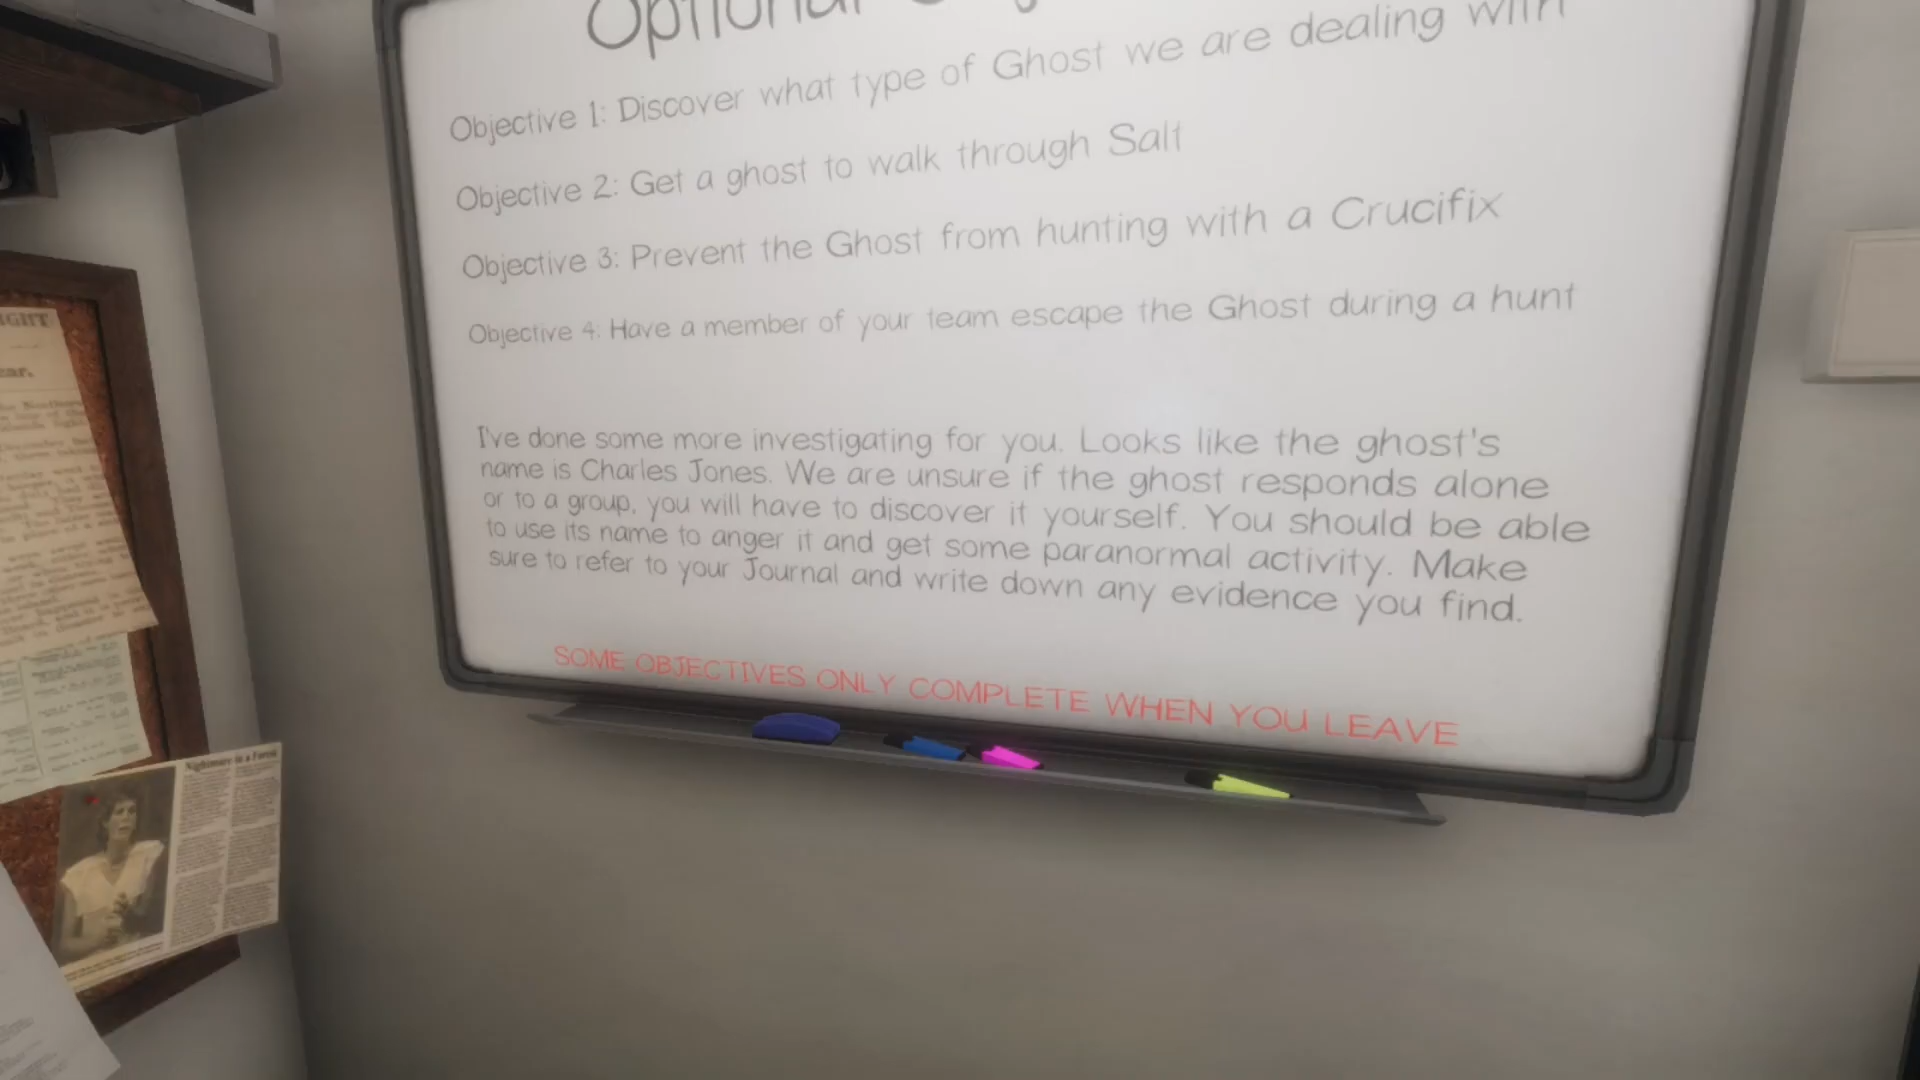 Optional
Objective 1: Discover what type of Ghost we are dealing with
Objective 2: Get a ghost to walk through Salt
Objective 3: Prevent the Ghost from hunting with a Crucifix
Objective 4: Have a member of your team escape the Ghost during a hunt
I've done some more investigating for you. Looks like the ghost's
name is Charles Jones. We are unsure if the ghost responds alone
or to a group, you will have to discover it yourself. You should be able
to use its name to anger it and get some paranormal activity. Make
sure to refer to your Journal and write down any evidence you find.
SOME OBJECTIVES ONLY COMPLETE WHEN YOU LEAVE
Nightmare in a Forest